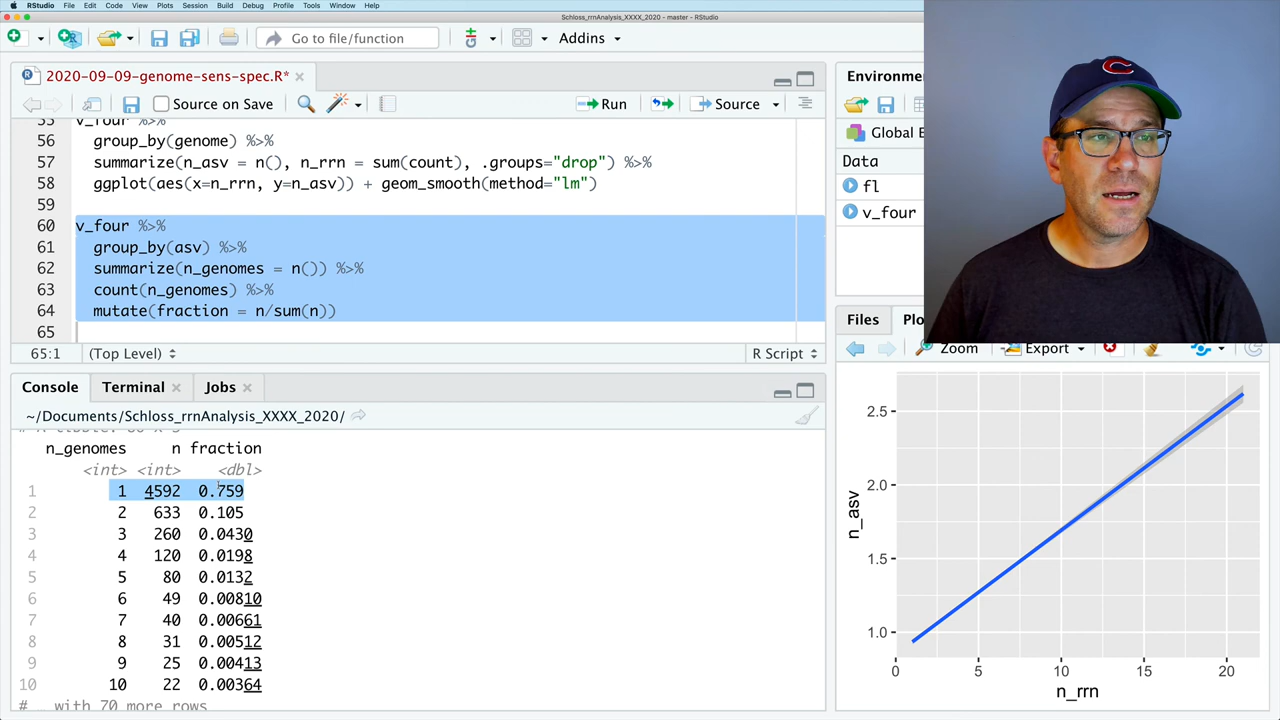 RStudio File Edit Code View Plots Session Build Debug Profile Tools Window Help
Schloss_rrnAnalysis_XXXX_2020 - master - RStudio
Go to file/function Addins
2020-09-09-genome-sens-spec.R*
Source on Save Run Source
55 v_four %>%
56 group_by(genome) %>%
57 summarize(n_asv = n(), n_rrn = sum(count), .groups="drop") %>%
58 ggplot(aes(x=n_rrn, y=n_asv)) + geom_smooth(method="lm")
59
60 v_four %>%
61 group_by(asv) %>%
62 summarize(n_genomes = n()) %>%
63 count(n_genomes) %>%
64 mutate(fraction = n/sum(n))
65
65:1 (Top Level) R Script
Console Terminal Jobs
~/Documents/Schloss_rrnAnalysis_XXXX_2020/
n_genomes n fraction
<int> <int> <dbl>
1 1 4592 0.759
2 2 633 0.105
3 3 260 0.0430
4 4 120 0.0198
5 5 80 0.0132
6 6 49 0.00810
7 7 40 0.00661
8 8 31 0.00512
9 9 25 0.00413
10 10 22 0.00364
# … with 70 more rows
Environme
Global E
Data
fl
v_four
C
Files Plo
Zoom Export
2.5
2.0
1.5
1.0
n_asv
0 5 10 15 20
n_rrn